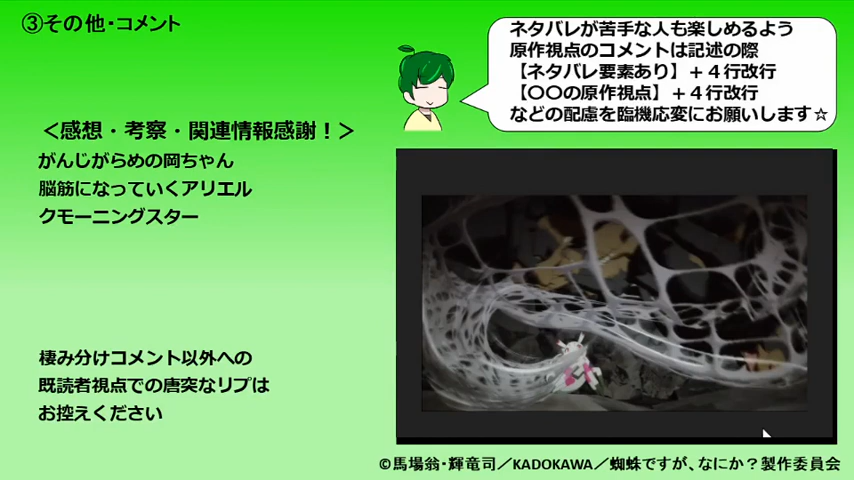 ③その他・コメント
ネタバレが苦手な人も楽しめるよう
原作視点のコメントは記述の際
【ネタバレ要素あり】＋４行改行
【〇〇の原作視点】＋４行改行
などの配慮を臨機応変にお願いします☆
＜感想・考察・関連情報感謝！＞
がんじがらめの岡ちゃん
脳筋になっていくアリエル
クモーニングスター
棲み分けコメント以外への
既読者視点での唐突なリプは
お控えください
©馬場翁・輝竜司／KADOKAWA／蜘蛛ですが、なにか？製作委員会